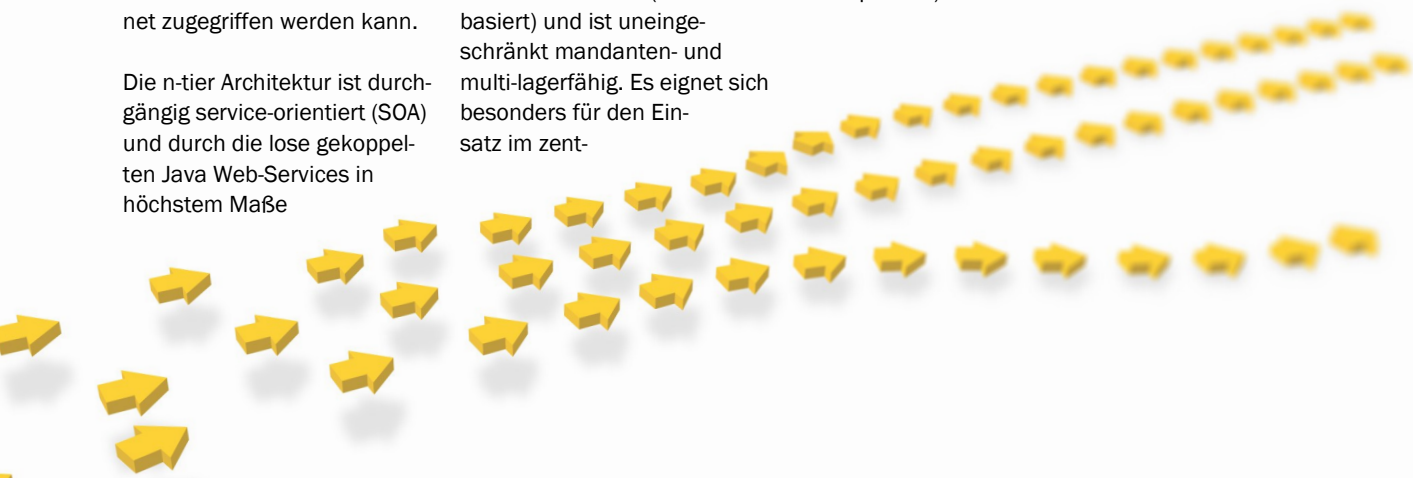 net zugegriffen werden kann.
Die n-tier Architektur ist durch-
gängig service-orientiert (SOA)
und durch die lose gekoppel-
ten Java Web-Services in
höchstem Maße
basiert) und ist uneinge-
schränkt mandanten- und
multi-lagerfähig. Es eignet sich
besonders für den Ein-
satz im zent-